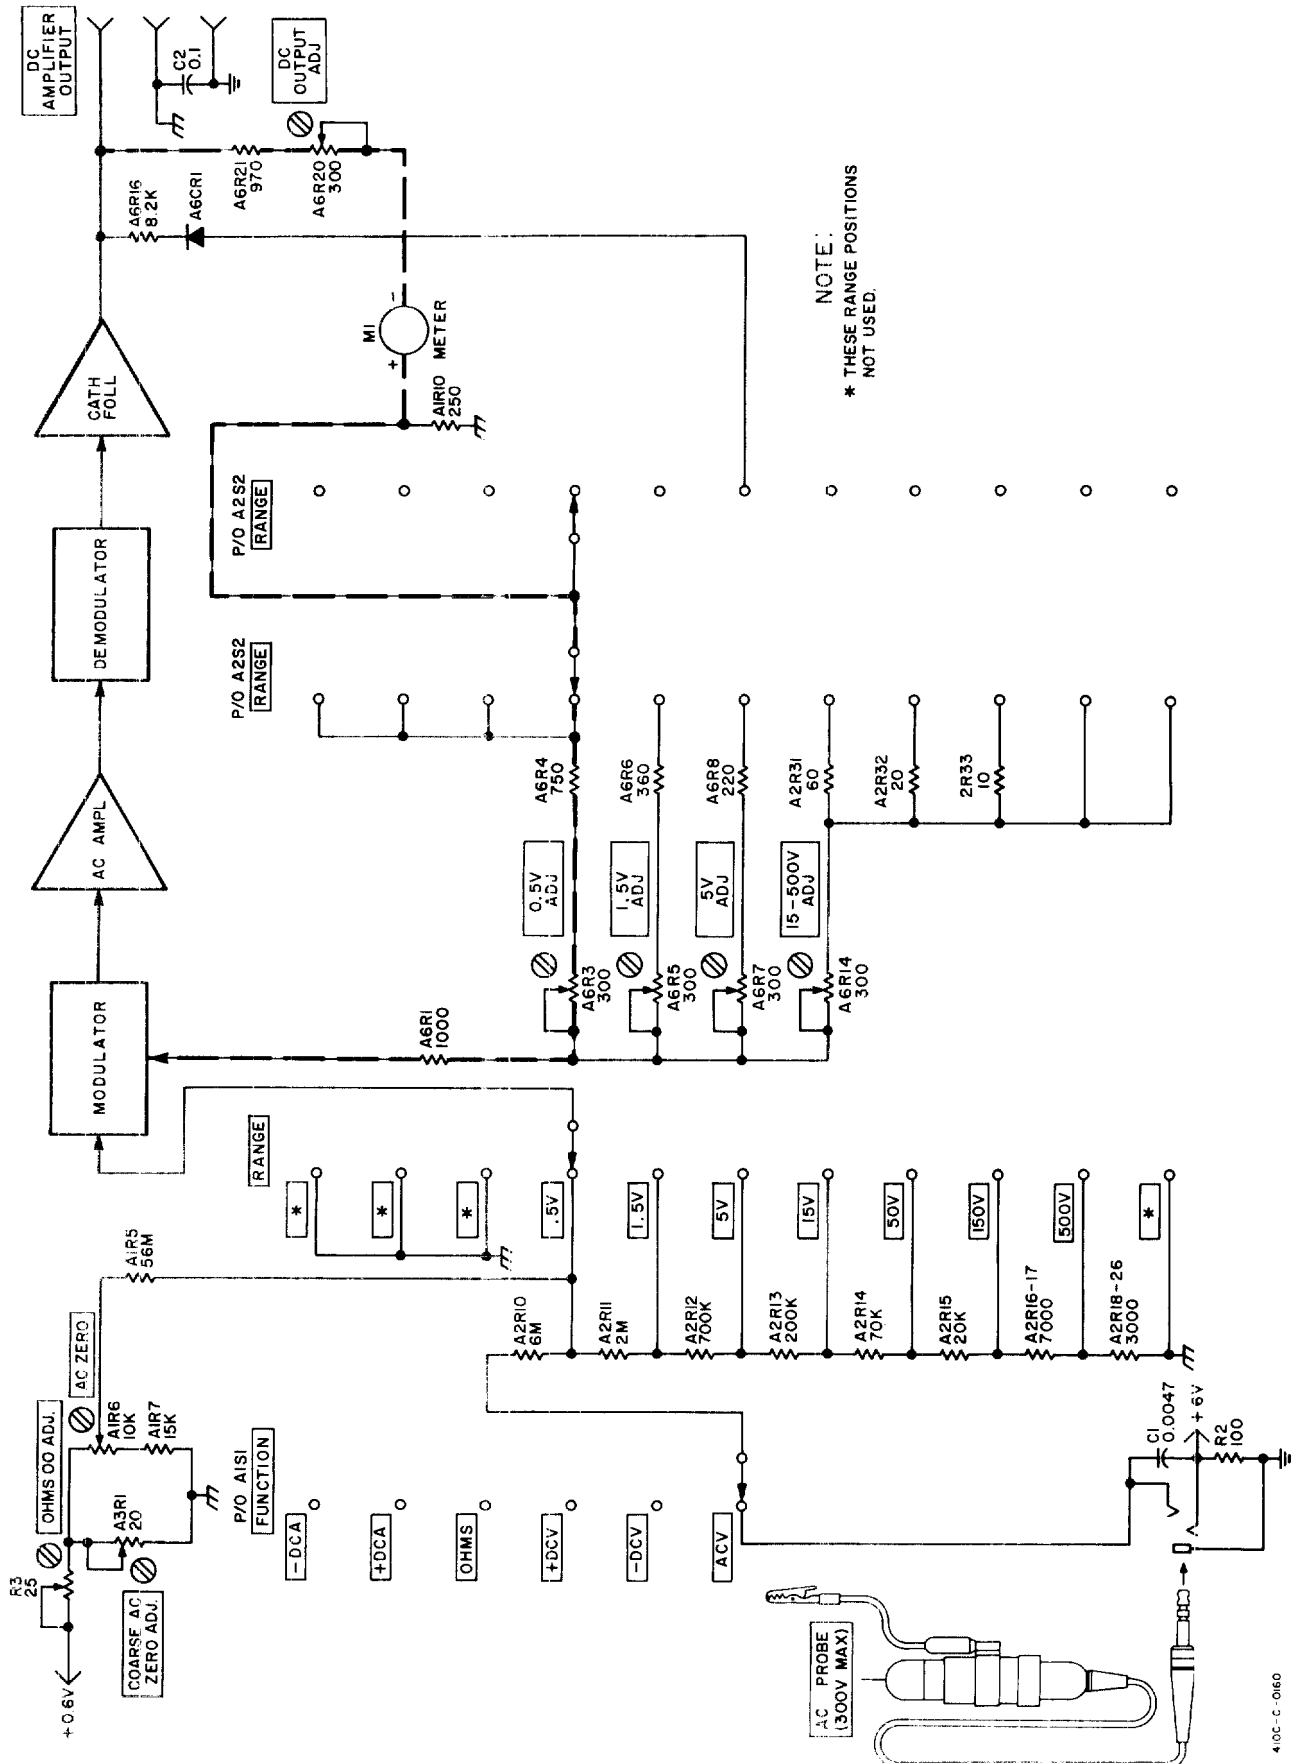 DC
AMPLIFIER
OUTPUT
C2
0.1
DC
OUTPUT
ADJ
A6R21
970
A6R20
300
A6R16
8.2K
A6CR1
CATH
FOLL
M1
+
-
METER
A1R10
250
NOTE:
* THESE RANGE POSITIONS
NOT USED.
P/O A2S2
RANGE
DEMODULATOR
P/O A2S2
RANGE
AC AMPL
A6R4
750
A6R6
360
A6R8
220
A2R31
60
A2R32
20
2R33
10
0.5V
ADJ
1.5V
ADJ
5V
ADJ
15-500V
ADJ
A6R3
300
A6R5
300
A6R7
300
A6R14
300
MODULATOR
A6R1
1000
RANGE
*
*
*
.5V
1.5V
5V
15V
50V
150V
500V
*
A1R5
56M
A2R10
6M
A2R11
2M
A2R12
700K
A2R13
200K
A2R14
70K
A2R15
20K
A2R16-17
7000
A2R18-26
3000
AC ZERO
OHMS OO ADJ.
A1R6
10K
A1R7
15K
A3R1
20
R3
25
COARSE AC
ZERO ADJ.
+0.6V
P/O A1S1
FUNCTION
-DCA
+DCA
OHMS
+DCV
-DCV
ACV
C1
0.0047
+6V
R2
100
AC PROBE
(300V MAX)
410C-C-0160